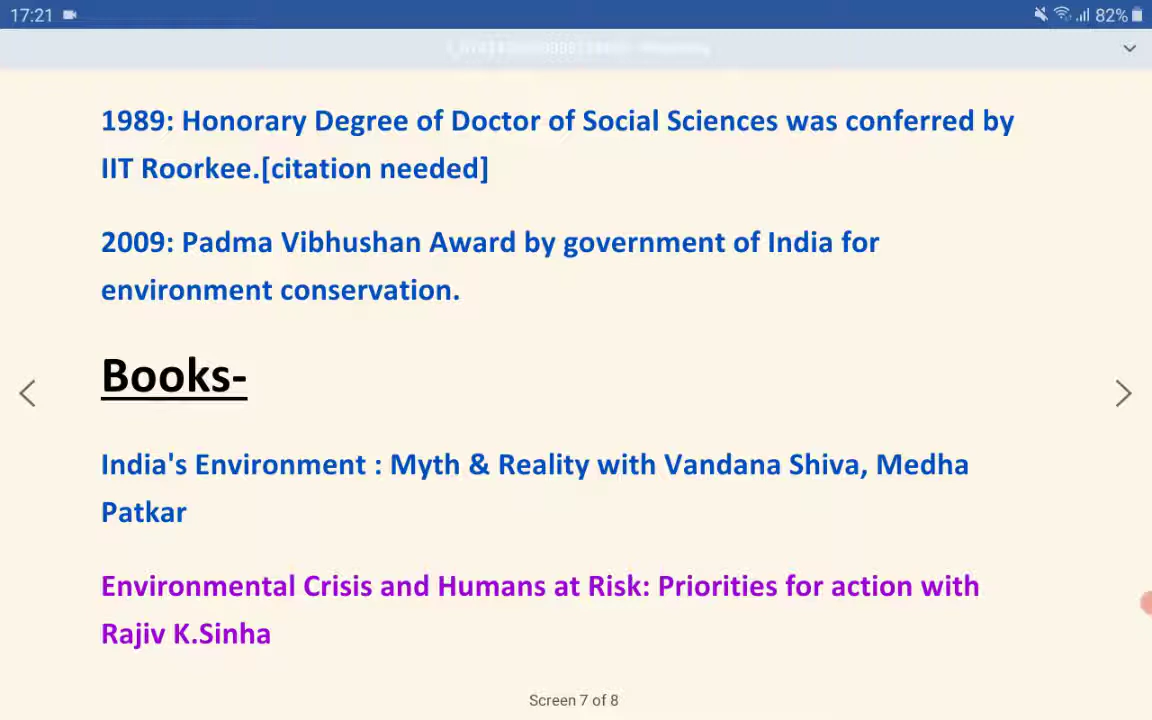 17:21
82%
1989: Honorary Degree of Doctor of Social Sciences was conferred by
IIT Roorkee.[citation needed]
2009: Padma Vibhushan Award by government of India for
environment conservation.
Books-
India's Environment : Myth & Reality with Vandana Shiva, Medha
Patkar
Environmental Crisis and Humans at Risk: Priorities for action with
Rajiv K.Sinha
Screen 7 of 8